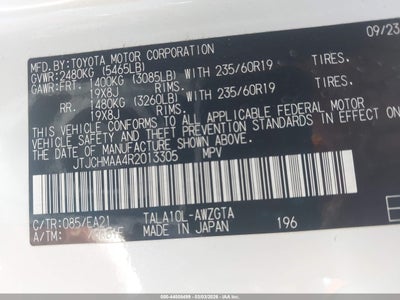 09/23
MFD.BY:TOYOTA MOTOR CORPORATION
GVWR:2480KG (5465LB)
GAWR:FRT. 1400KG (3085LB) WITH 235/60R19 TIRES,
19X8J RIMS.
RR. 1480KG (3260LB) WITH 235/60R19 TIRES,
19X8J RIMS.
THIS VEHICLE CONFORMS TO ALL APPLICABLE FEDERAL MOTOR
VEHICLE SAFETY BUMPER, AND THEFT PREVENTION STANDARDS IN
EFFECT ON THE DATE OF MANUFACTURE SHOWN ABOVE.
JTJCHMAA4R2013305 MPV
C/TR:085/EA21 TALA10L-AWZGTA
A/TM: MADE IN JAPAN 196